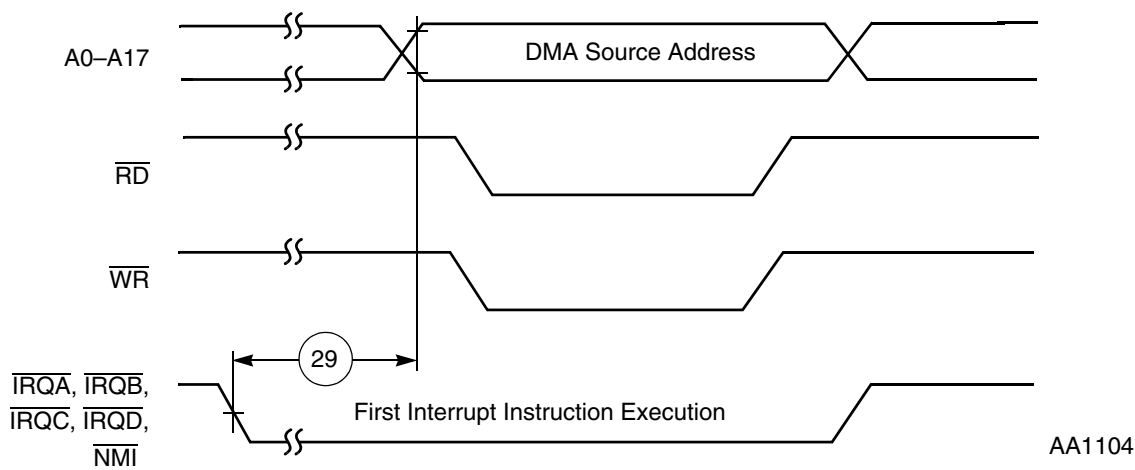 A0–A17
DMA Source Address
RD
WR
29
IRQA, IRQB,
IRQC, IRQD,
NMI
First Interrupt Instruction Execution
AA1104